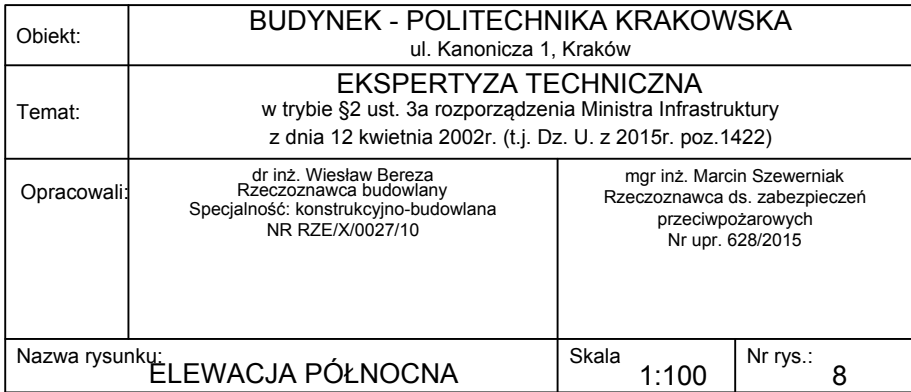 Obiekt:
BUDYNEK - POLITECHNIKA KRAKOWSKA
ul. Kanonicza 1, Kraków
Temat:
EKSPERTYZA TECHNICZNA
w trybie §2 ust. 3a rozporządzenia Ministra Infrastruktury
z dnia 12 kwietnia 2002r. (t.j. Dz. U. z 2015r. poz.1422)
Opracowali:
dr inż. Wiesław Bereza
Rzeczoznawca budowlany
Specjalność: konstrukcyjno-budowlana
NR RZE/X/0027/10
mgr inż. Marcin Szewerniak
Rzeczoznawca ds. zabezpieczeń
przeciwpożarowych
Nr upr. 628/2015
Nazwa rysunku:
ELEWACJA PÓŁNOCNA
Skala
1:100
Nr rys.:
8